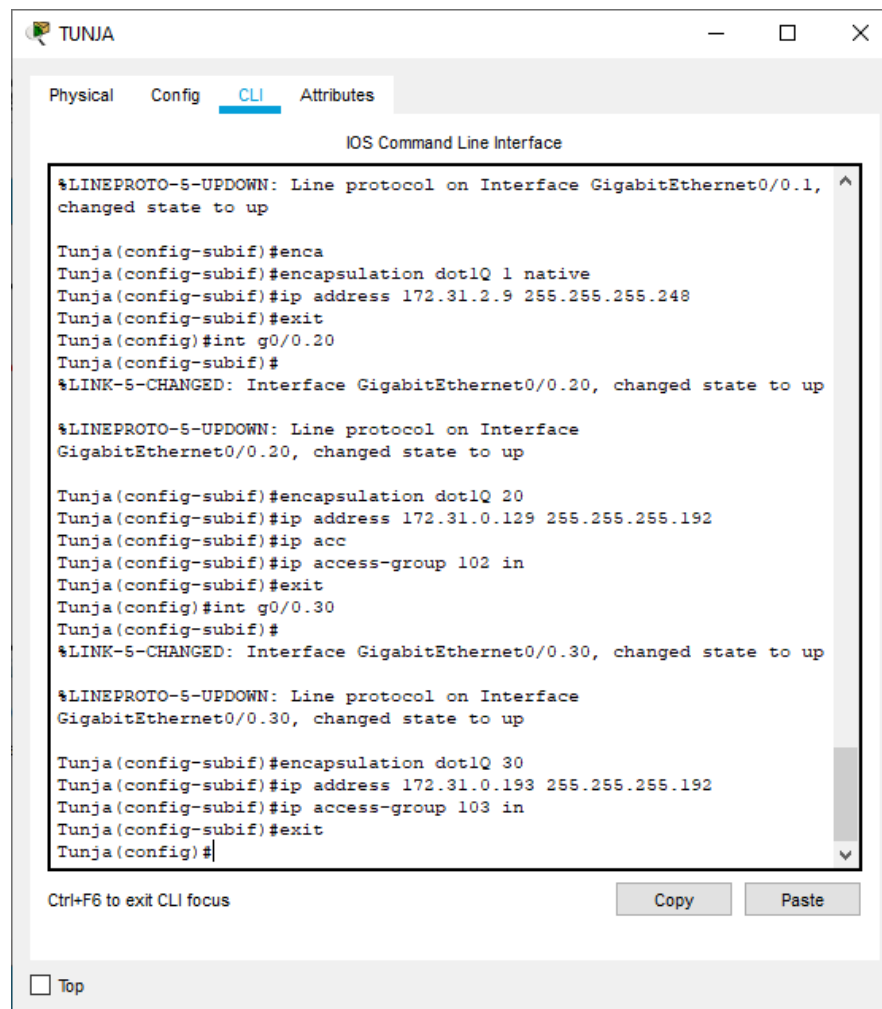 TUNJA
Physical Config CLI Attributes
IOS Command Line Interface
%LINEPROTO-5-UPDOWN: Line protocol on Interface GigabitEthernet0/0.1,
changed state to up
Tunja(config-subif)#enca
Tunja(config-subif)#encapsulation dot1Q 1 native
Tunja(config-subif)#ip address 172.31.2.9 255.255.255.248
Tunja(config-subif)#exit
Tunja(config)#int g0/0.20
Tunja(config-subif)#
%LINK-5-CHANGED: Interface GigabitEthernet0/0.20, changed state to up
%LINEPROTO-5-UPDOWN: Line protocol on Interface
GigabitEthernet0/0.20, changed state to up
Tunja(config-subif)#encapsulation dot1Q 20
Tunja(config-subif)#ip address 172.31.0.129 255.255.255.192
Tunja(config-subif)#ip acc
Tunja(config-subif)#ip access-group 102 in
Tunja(config-subif)#exit
Tunja(config)#int g0/0.30
Tunja(config-subif)#
%LINK-5-CHANGED: Interface GigabitEthernet0/0.30, changed state to up
%LINEPROTO-5-UPDOWN: Line protocol on Interface
GigabitEthernet0/0.30, changed state to up
Tunja(config-subif)#encapsulation dot1Q 30
Tunja(config-subif)#ip address 172.31.0.193 255.255.255.192
Tunja(config-subif)#ip access-group 103 in
Tunja(config-subif)#exit
Tunja(config)#
Ctrl+F6 to exit CLI focus
Copy Paste
Top